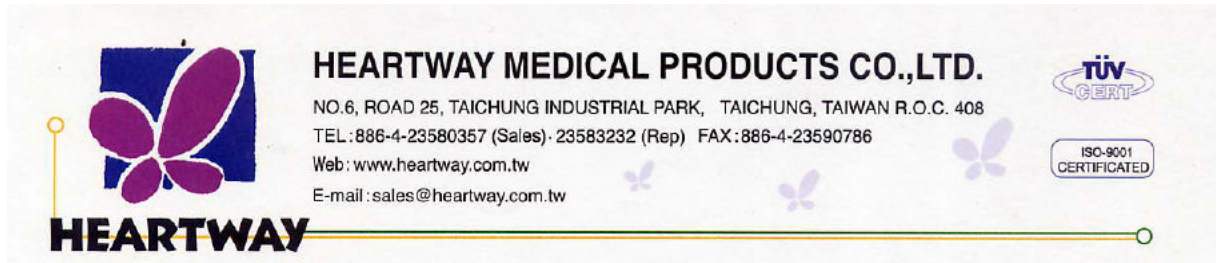 HEARTWAY MEDICAL PRODUCTS CO.,LTD.
NO.6, ROAD 25, TAICHUNG INDUSTRIAL PARK, TAICHUNG, TAIWAN R.O.C. 408
TEL:886-4-23580357 (Sales)·23583232 (Rep) FAX:886-4-23590786
Web:www.heartway.com.tw
E-mail:sales@heartway.com.tw
HEARTWAY
TÜV
CERT
ISO-9001
CERTIFICATED